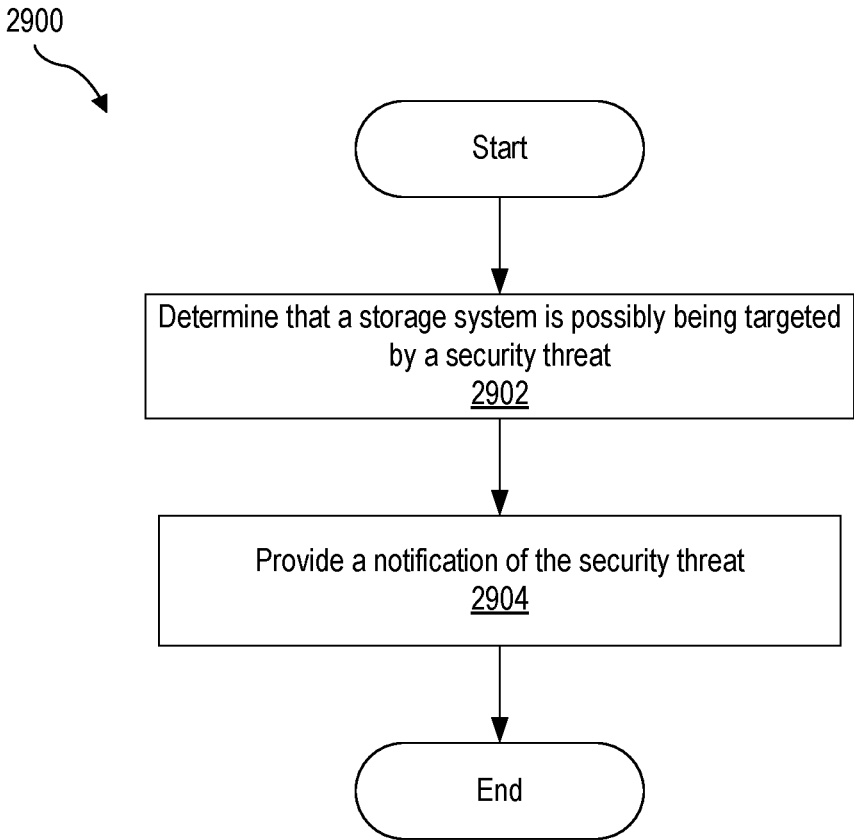 2900
Start
Determine that a storage system is possibly being targeted
by a security threat
2902
Provide a notification of the security threat
2904
End